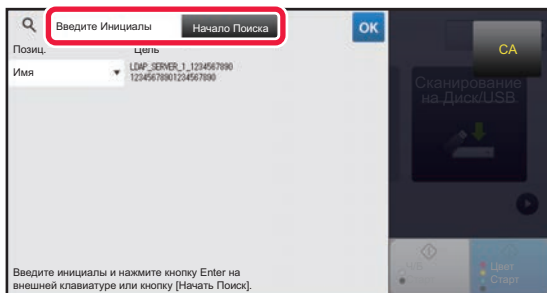 Введите Инициалы
Начало Поиска
OK
CA
Позиц.
Цель
Имя
LDAP_SERVER_1_1234567890
12345678901234567890
Сканирование
на Диск/USB
Ч/Б
Цвет
Старт
Введите инициалы и нажмите кнопку Enter на
внешней клавиатуре или кнопку [Начать Поиск].